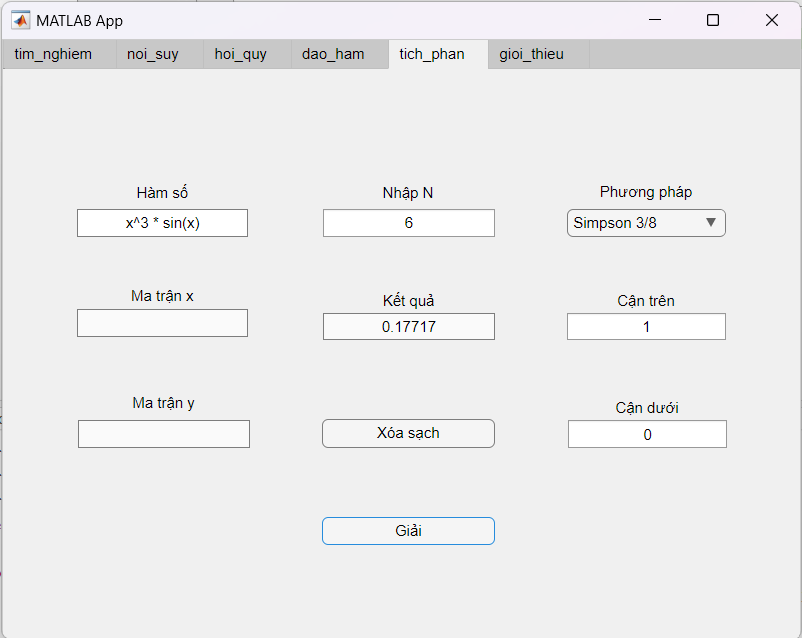 MATLAB App
tim_nghiem noi_suy hoi_quy dao_ham tich_phan gioi_thieu
Hàm số Nhập N Phương pháp
x^3 * sin(x) 6 Simpson 3/8
Ma trận x Kết quả Cận trên
0.17717 1
Ma trận y Cận dưới
Xóa sạch 0
Giải